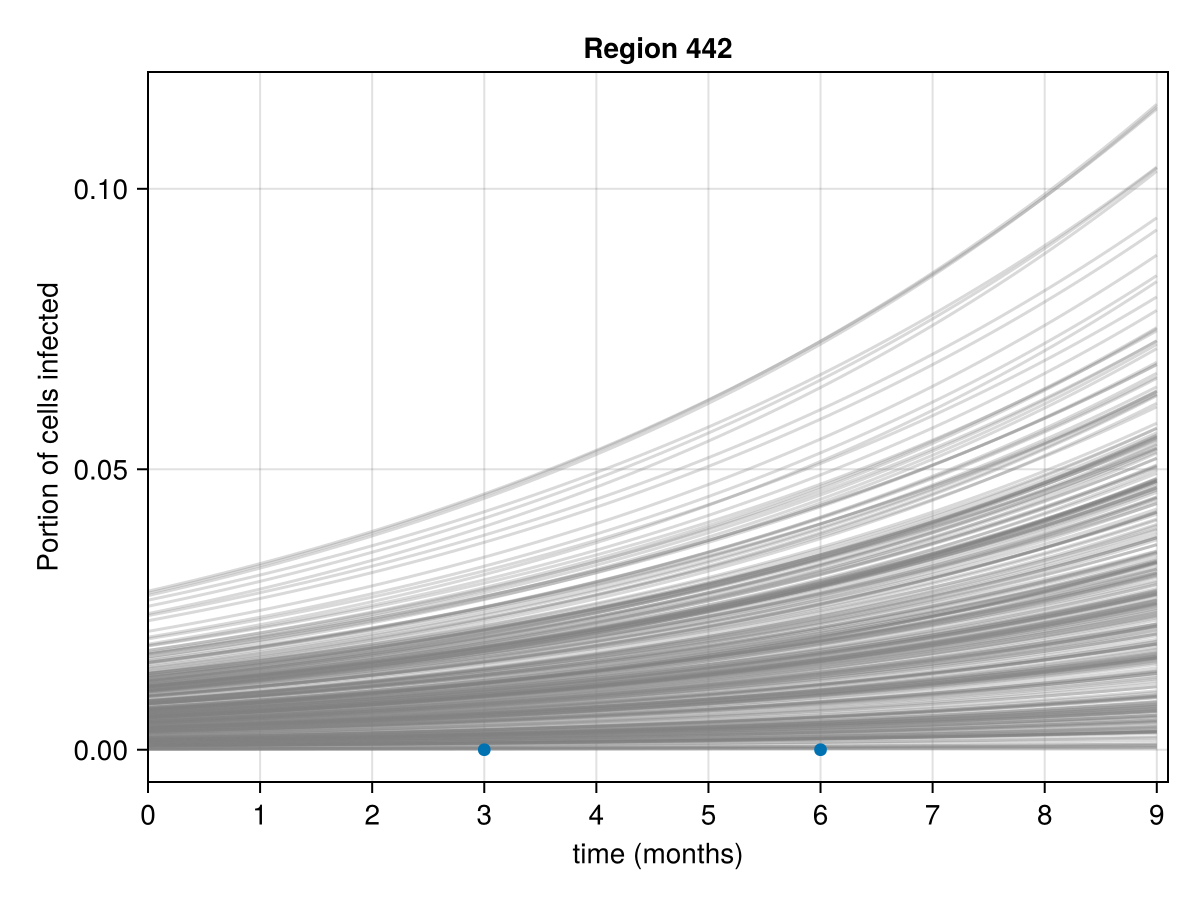 Region 442
Portion of cells infected
0.10
0.05
0.00
0 1 2 3 4 5 6 7 8 9
time (months)